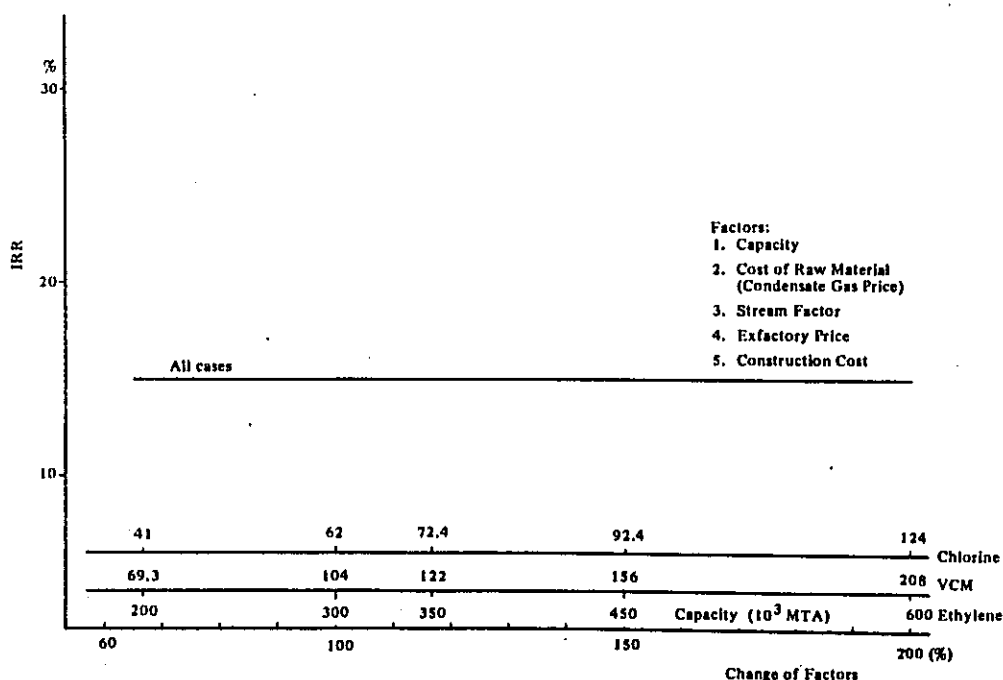 %
30
IRR
20
10
Factors:
1. Capacity
2. Cost of Raw Material
(Condensate Gas Price)
3. Stream Factor
4. Exfactory Price
5. Construction Cost
All cases
41 62 72.4 92.4 124 Chlorine
69.3 104 122 156 208 VCM
200 300 350 450 Capacity (10³ MTA) 600 Ethylene
60 100 150 200 (%)
Change of Factors